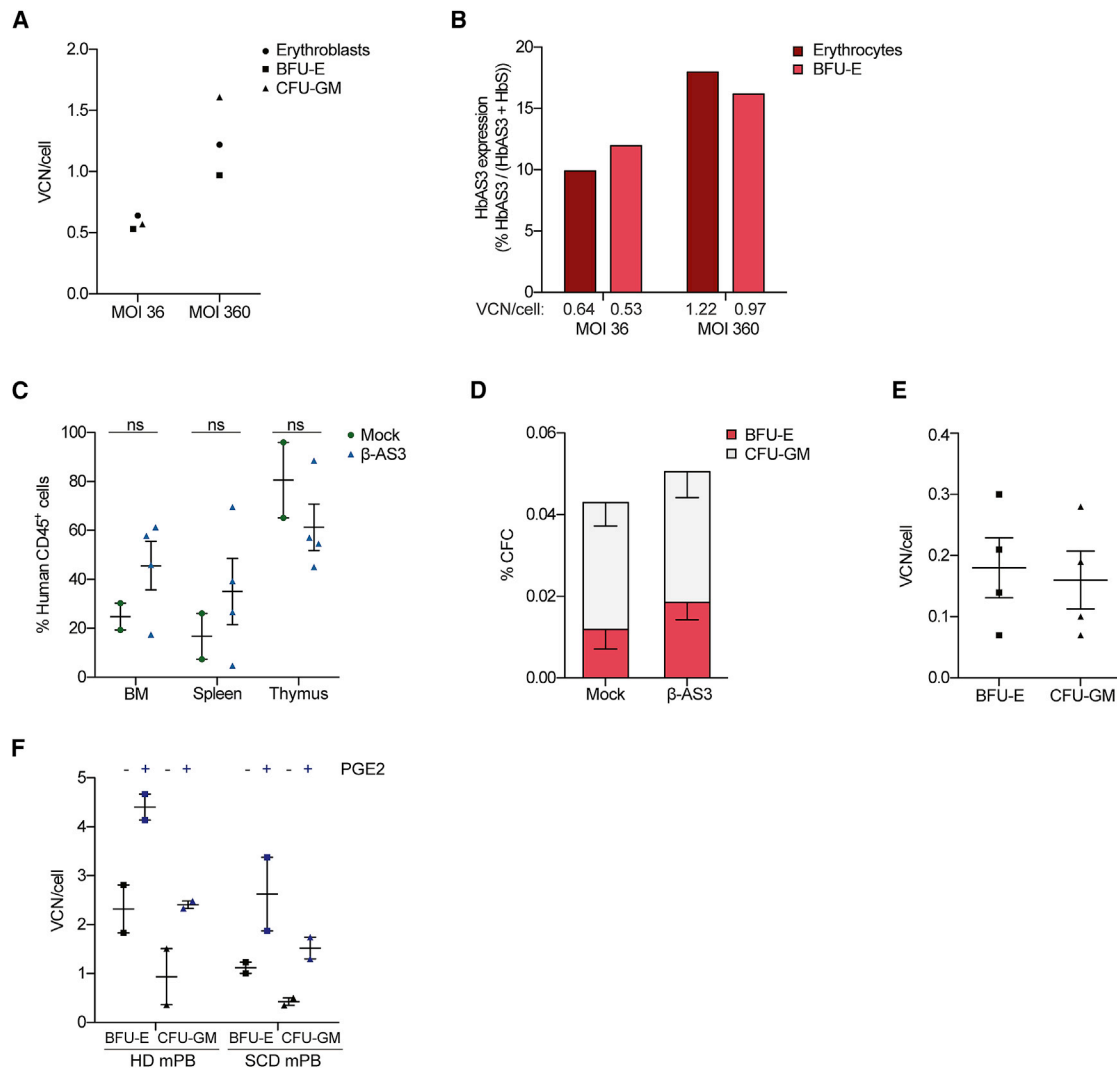 A
2.0
1.5
1.0
0.5
0.0
VCN/cell
Erythroblasts
BFU-E
CFU-GM
MOI 36
MOI 360
B
20
15
10
5
0
HbAS3 expression
(% HbAS3 / (HbAS3 + HbS))
Erythrocytes
BFU-E
VCN/cell: 0.64 0.53 1.22 0.97
MOI 36
MOI 360
C
100
80
60
40
20
0
% Human CD45⁺ cells
ns
ns
ns
Mock
β-AS3
BM
Spleen
Thymus
D
0.06
0.04
0.02
0.00
% CFC
BFU-E
CFU-GM
Mock
β-AS3
E
0.4
0.3
0.2
0.1
0.0
VCN/cell
BFU-E
CFU-GM
F
- + - + - + - + PGE2
5
4
3
2
1
0
VCN/cell
BFU-E CFU-GM BFU-E CFU-GM
HD mPB
SCD mPB